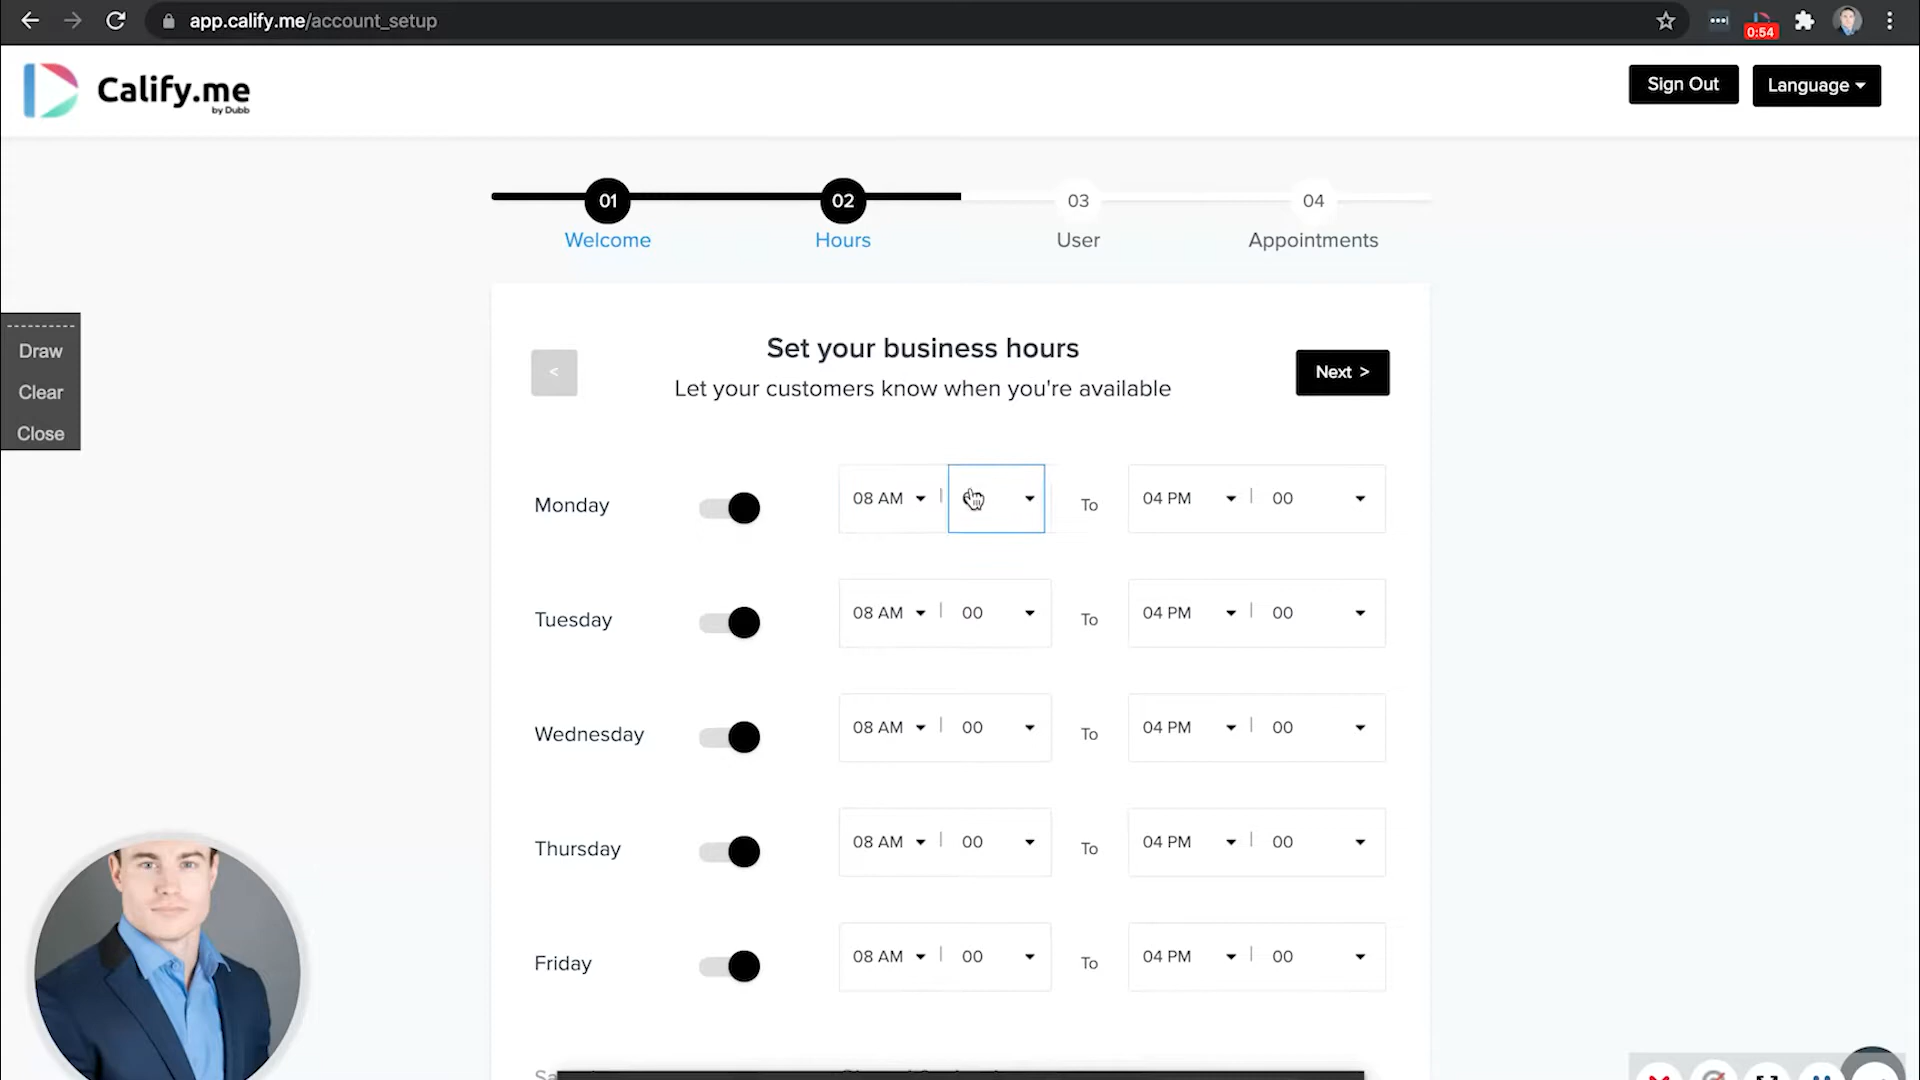 app.calify.me/account_setup
0:54
Calify.me
by Dubb
Sign Out
Language
01
02
03
04
Welcome
Hours
User
Appointments
Draw
Clear
Close
<
Set your business hours
Let your customers know when you're available
Next >
Monday
08 AM
To
04 PM | 00
Tuesday
08 AM | 00
To
04 PM | 00
Wednesday
08 AM | 00
To
04 PM | 00
Thursday
08 AM | 00
To
04 PM | 00
Friday
08 AM | 00
To
04 PM | 00